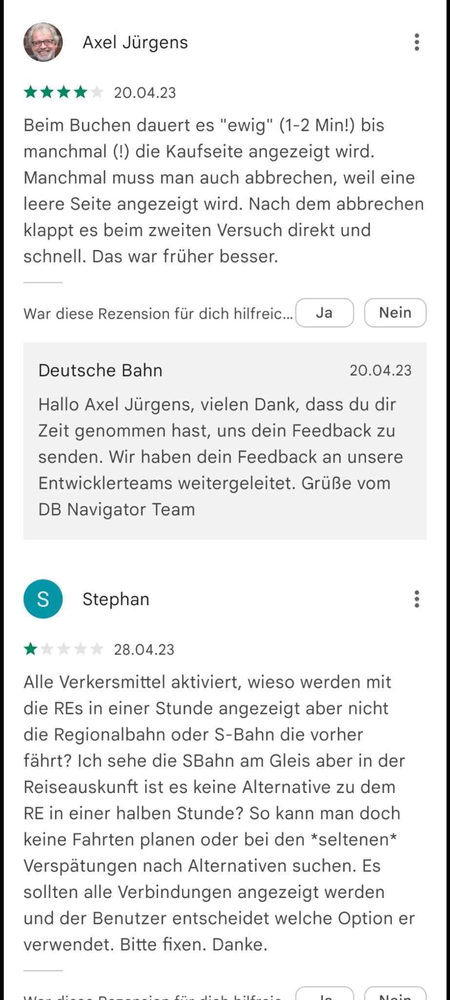 Axel Jürgens
20.04.23
Beim Buchen dauert es "ewig" (1-2 Min!) bis
manchmal (!) die Kaufseite angezeigt wird.
Manchmal muss man auch abbrechen, weil eine
leere Seite angezeigt wird. Nach dem abbrechen
klappt es beim zweiten Versuch direkt und
schnell. Das war früher besser.
War diese Rezension für dich hilfreic... Ja Nein
Deutsche Bahn 20.04.23
Hallo Axel Jürgens, vielen Dank, dass du dir
Zeit genommen hast, uns dein Feedback zu
senden. Wir haben dein Feedback an unsere
Entwicklerteams weitergeleitet. Grüße vom
DB Navigator Team
S Stephan
28.04.23
Alle Verkersmittel aktiviert, wieso werden mit
die REs in einer Stunde angezeigt aber nicht
die Regionalbahn oder S-Bahn die vorher
fährt? Ich sehe die SBahn am Gleis aber in der
Reiseauskunft ist es keine Alternative zu dem
RE in einer halben Stunde? So kann man doch
keine Fahrten planen oder bei den *seltenen*
Verspätungen nach Alternativen suchen. Es
sollten alle Verbindungen angezeigt werden
und der Benutzer entscheidet welche Option er
verwendet. Bitte fixen. Danke.
War diese Rezension für dich hilfreic... Ja Nein